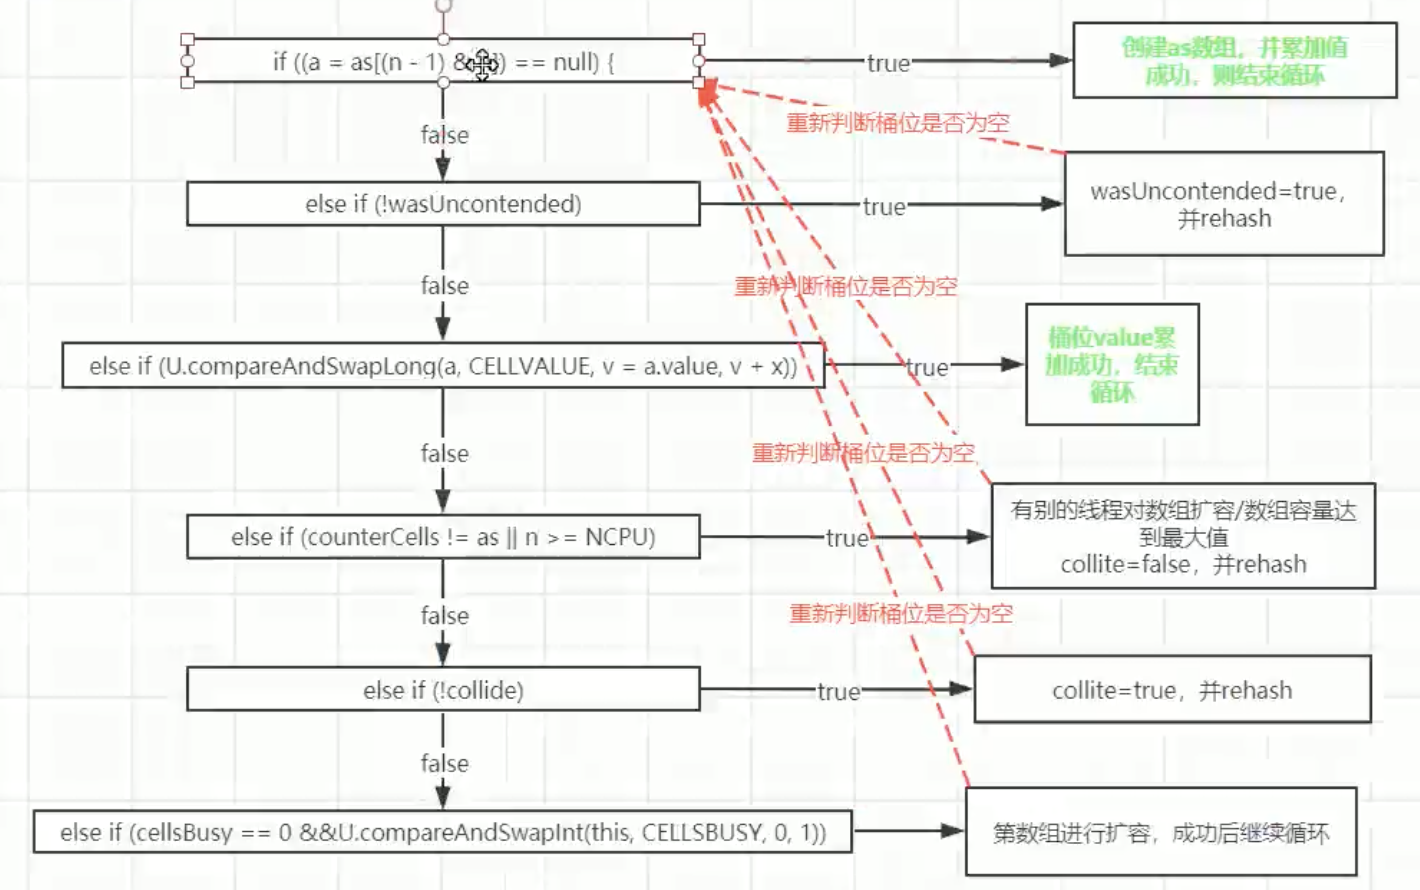 if ((a = as[(n - 1) & ]) == null) {
true
创建as数组，并累加值
成功，则结束循环
重新判断桶位是否为空
false
wasUncontended=true，
并rehash
else if (!wasUncontended)
true
false
重新判断桶位是否为空
桶位value累
加成功，结束
循环
else if (U.compareAndSwapLong(a, CELLVALUE, v = a.value, v + x))
true
false
重新判断桶位是否为空
有别的线程对数组扩容/数组容量达
到最大值
collite=false，并rehash
else if (counterCells != as || n >= NCPU)
true
false
重新判断桶位是否为空
else if (!collide)
true
collite=true，并rehash
false
else if (cellsBusy == 0 &&U.compareAndSwapInt(this, CELLSBUSY, 0, 1))
第数组进行扩容，成功后继续循环